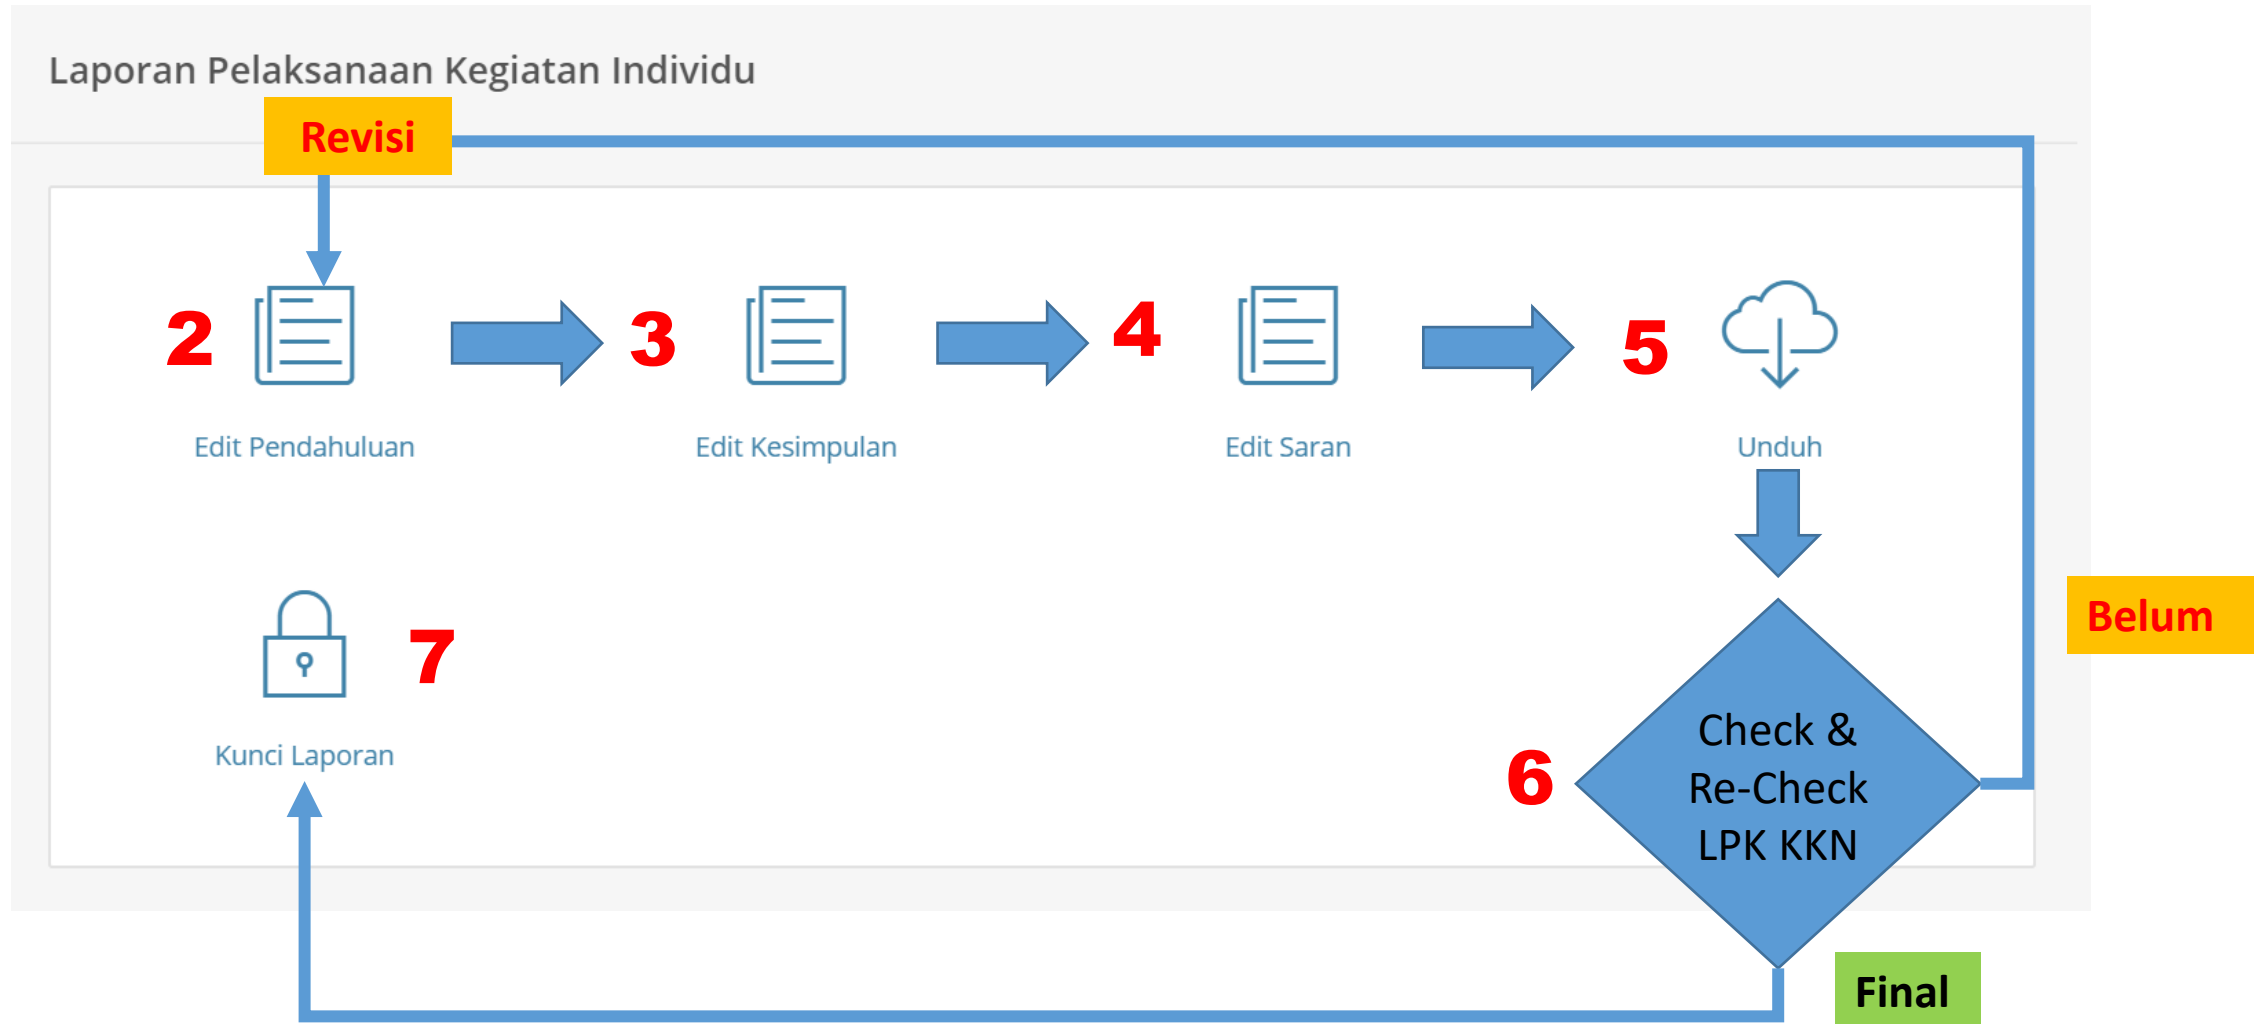 Laporan Pelaksanaan Kegiatan Individu
Revisi
2
3
4
5
Edit Pendahuluan
Edit Kesimpulan
Edit Saran
Unduh
Belum
7
Kunci Laporan
6
Check &
Re-Check
LPK KKN
Final